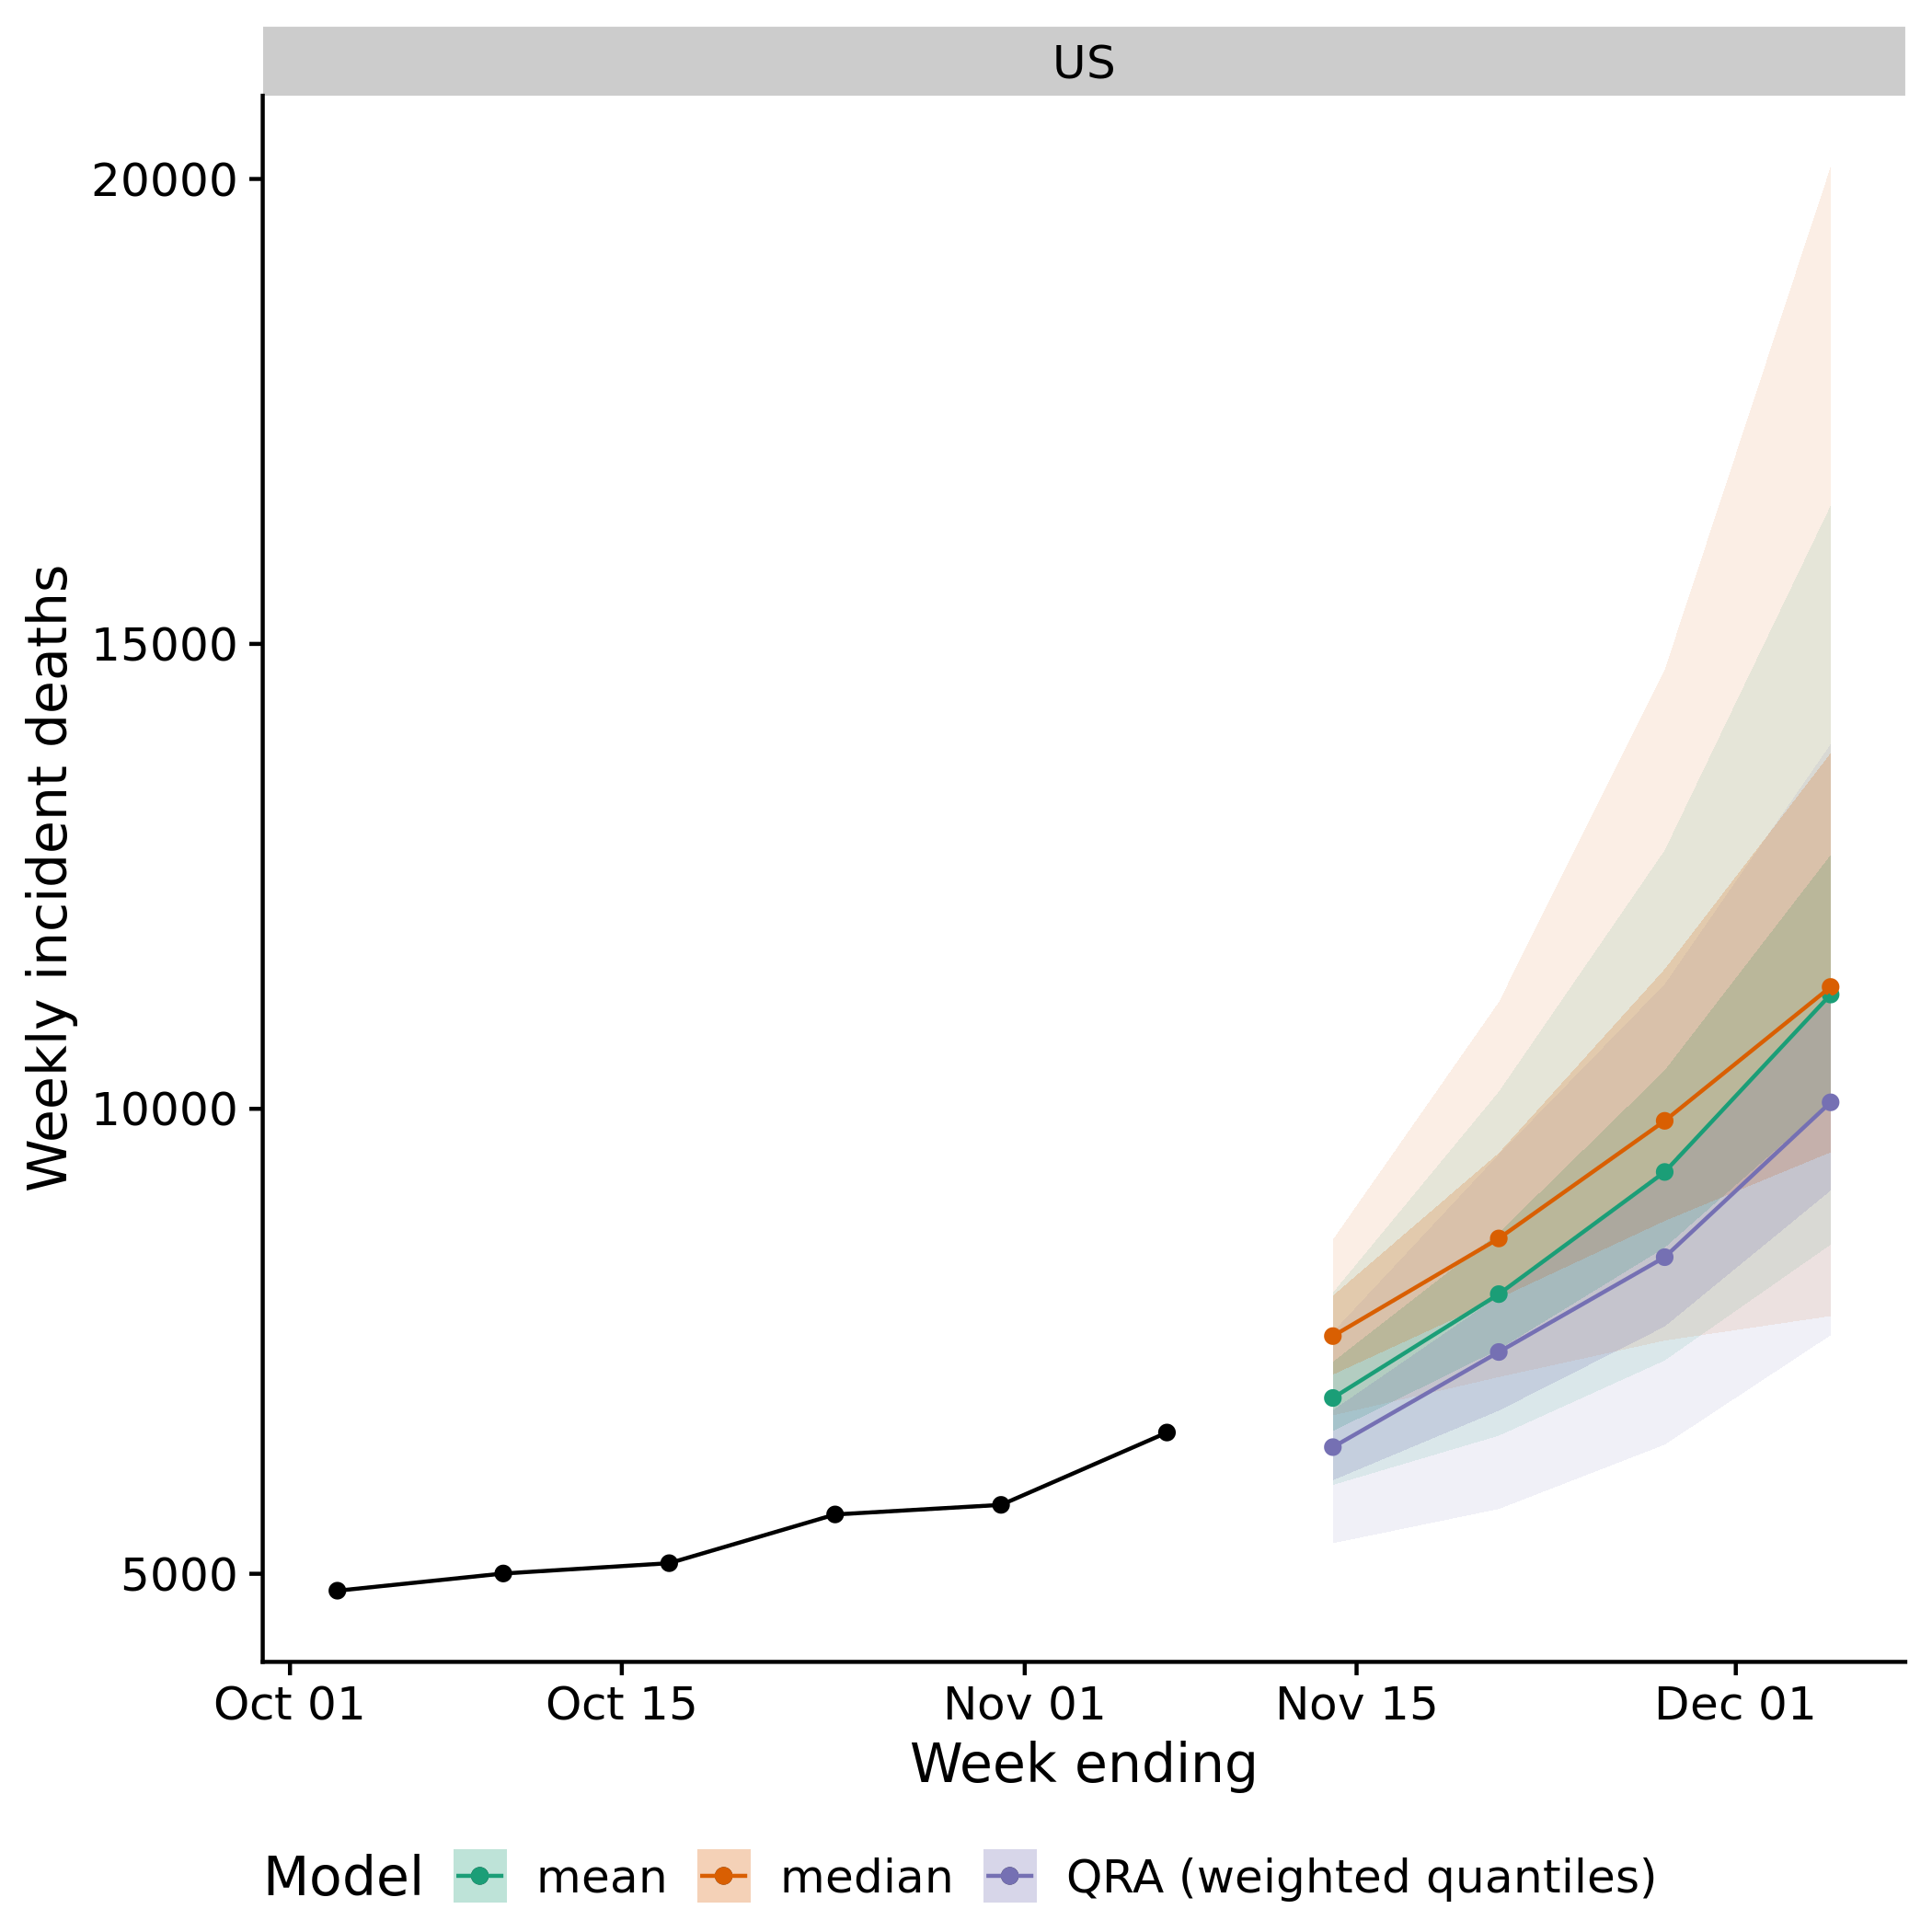 US
20000
15000
10000
5000
Weekly incident deaths
Oct 01 Oct 15 Nov 01 Nov 15 Dec 01
Week ending
Model mean median QRA (weighted quantiles)